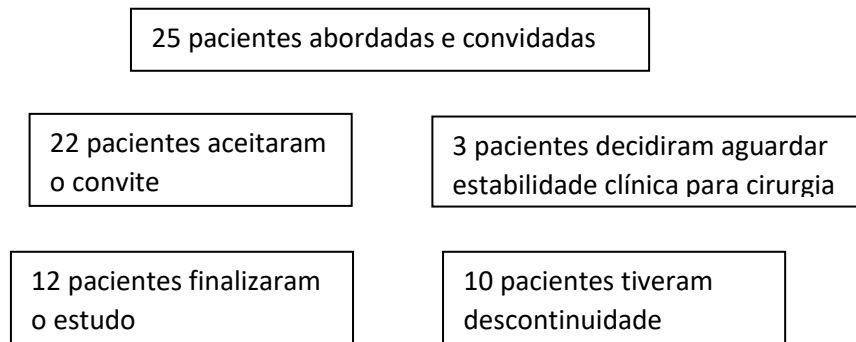 25 pacientes abordadas e convidadas
22 pacientes aceitaram
o convite
3 pacientes decidiram aguardar
estabilidade clínica para cirurgia
12 pacientes finalizaram
o estudo
10 pacientes tiveram
descontinuidade